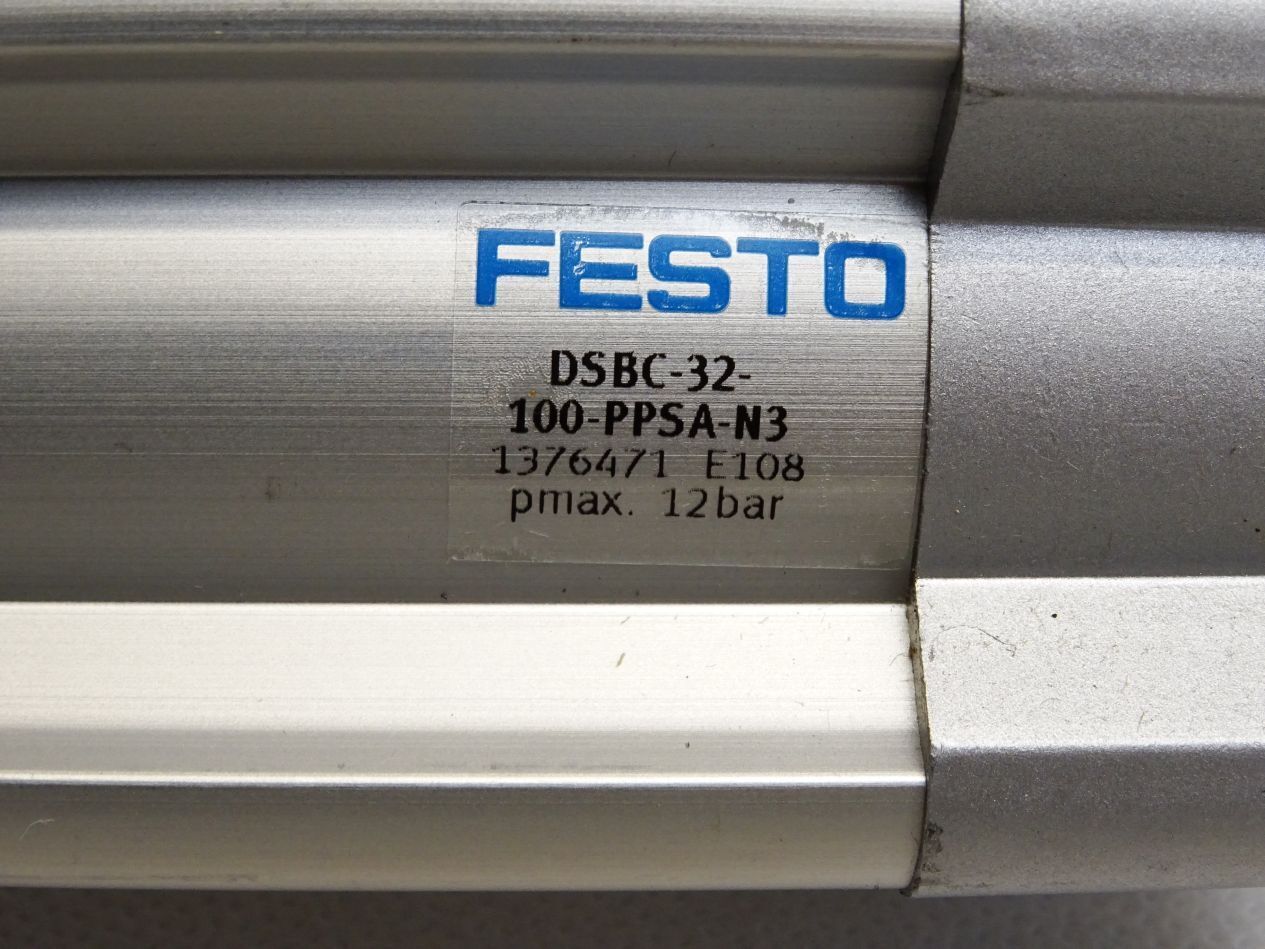 FESTO
DSBC-32-
100-PPSA-N3
1376471 E108
pmax. 12bar